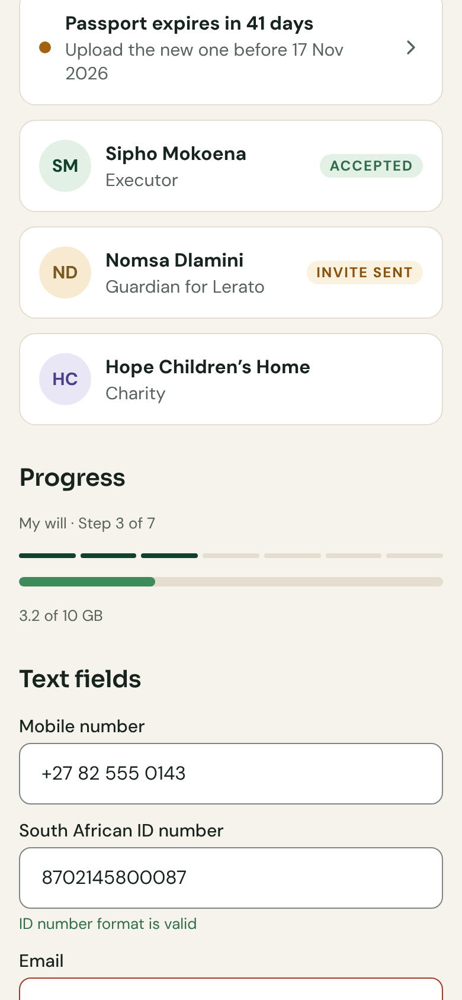 Passport expires in 41 days
Upload the new one before 17 Nov
2026
SM
Sipho Mokoena
Executor
ACCEPTED
ND
Nomsa Dlamini
Guardian for Lerato
INVITE SENT
HC
Hope Children’s Home
Charity
Progress
My will · Step 3 of 7
3.2 of 10 GB
Text fields
Mobile number
+27 82 555 0143
South African ID number
8702145800087
ID number format is valid
Email